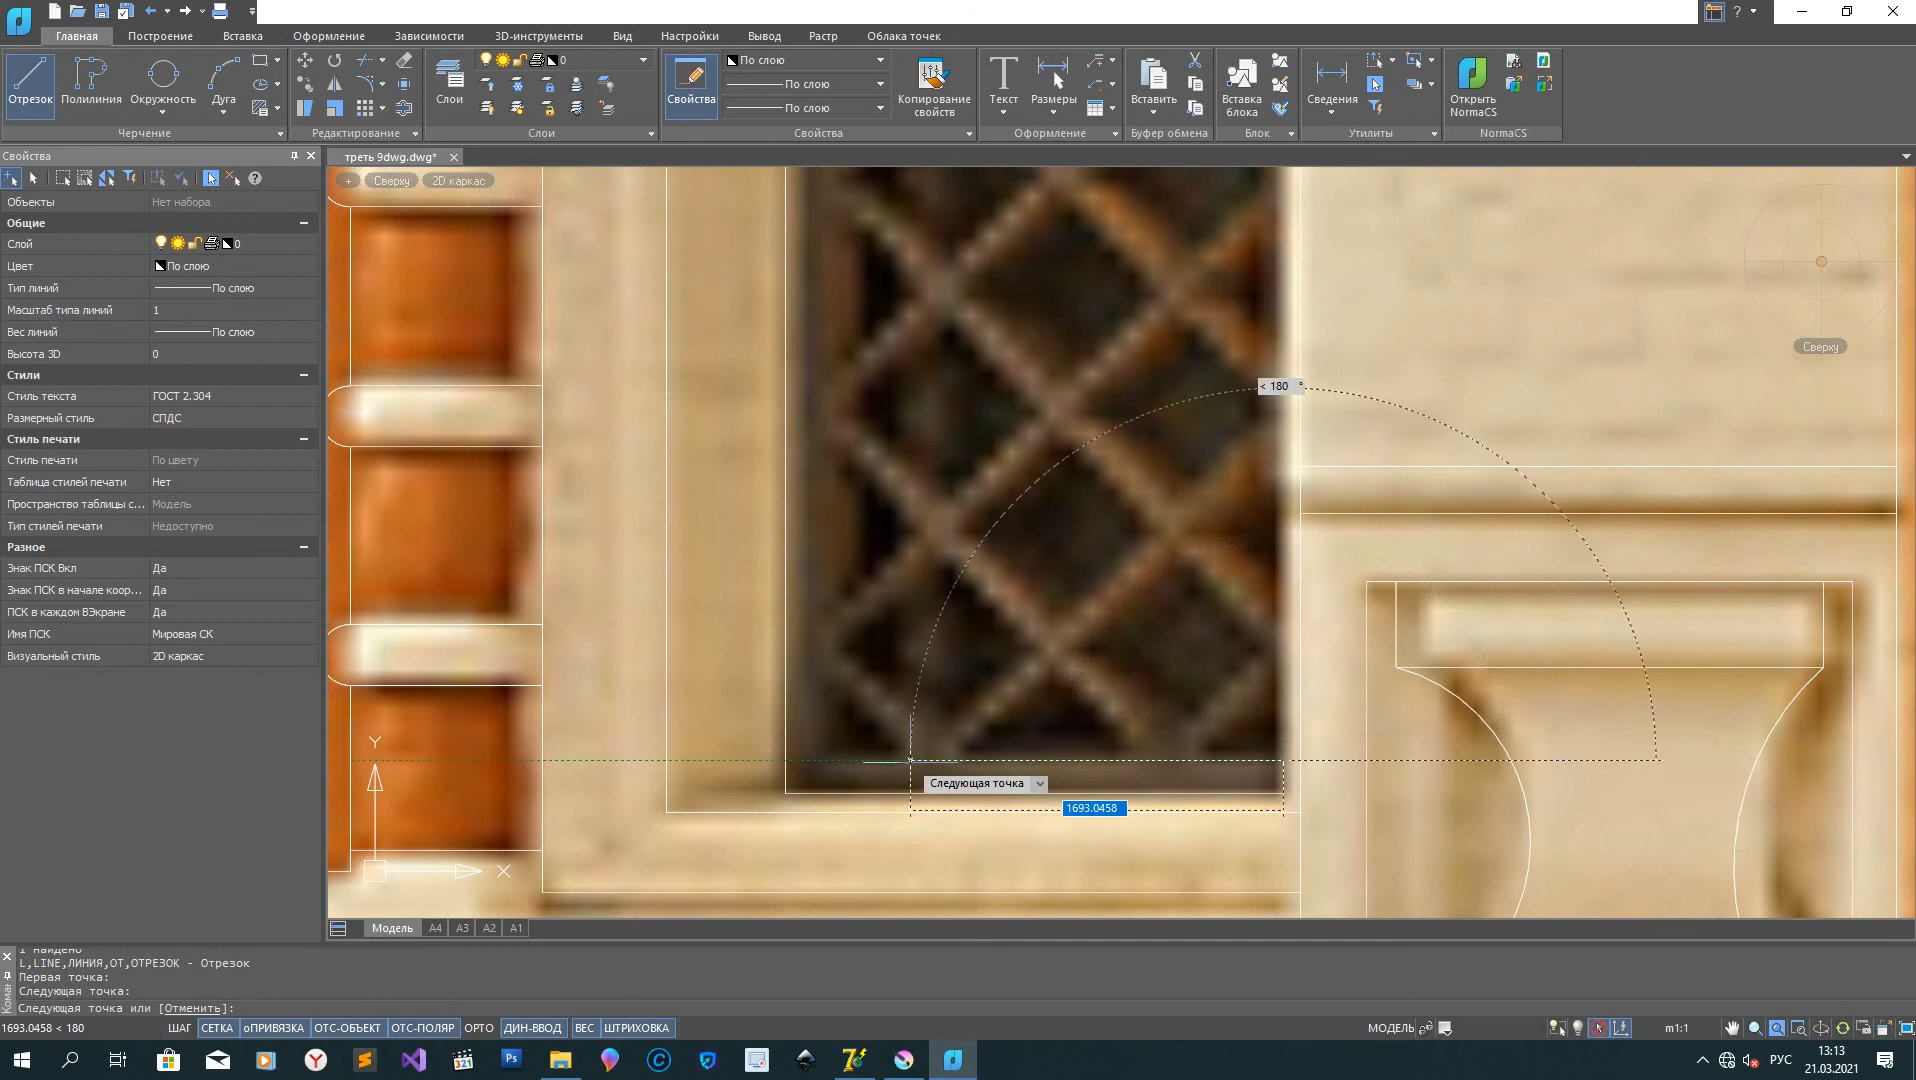 ?
Главная Построение Вставка Оформление Зависимости 3D-инструменты Вид Настройки Вывод Растр Облака точек
Отрезок Полилиния Окружность Дуга
Слои
0
Свойства
По слою
По слою
По слою
Копирование
свойств
Текст Размеры
Вставить
Вставка
блока
Сведения
Открыть
NormaCS
Черчение Редактирование Слои Свойства Оформление Буфер обмена Блок Утилиты NormaCS
Свойства
треть 9dwg.dwg*
+ Сверху 2D каркас
Объекты Нет набора
Общие
Слой 0
Цвет По слою
Тип линий По слою
Масштаб типа линий 1
Вес линий По слою
Высота 3D 0
Стили
Стиль текста ГОСТ 2.304
Размерный стиль СПДС
Стиль печати
Стиль печати По цвету
Таблица стилей печати Нет
Пространство таблицы с... Модель
Тип стилей печати Недоступно
Разное
Знак ПСК Вкл Да
Знак ПСК в начале коор... Да
ПСК в каждом ВЭкране Да
Имя ПСК Мировая СК
Визуальный стиль 2D каркас
Сверху
< 180 °
Следующая точка
1693.0458
Y
X
Модель A4 A3 A2 A1
1 найдено
L,LINE,ЛИНИЯ,ОТ,ОТРЕЗОК - Отрезок
Первая точка:
Следующая точка:
Следующая точка или [Отменить]:
1693.0458 < 180 ШАГ СЕТКА оПРИВЯЗКА ОТС-ОБЪЕКТ ОТС-ПОЛЯР ОРТО ДИН-ВВОД ВЕС ШТРИХОВКА МОДЕЛЬ m1:1
321
Ps
РУС
13:13
21.03.2021